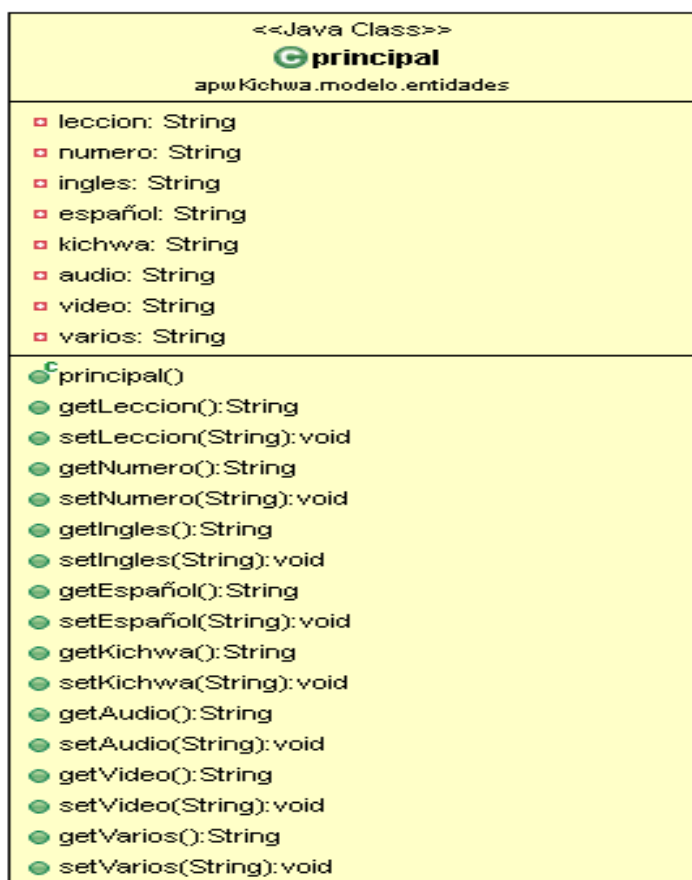 <<Java Class>>
principal
apwKichwa.modelo.entidades
leccion: String
numero: String
ingles: String
español: String
kichwa: String
audio: String
video: String
varios: String
principal()
getLeccion():String
setLeccion(String):void
getNumero():String
setNumero(String):void
getIngles():String
setIngles(String):void
getEspañol():String
setEspañol(String):void
getKichwa():String
setKichwa(String):void
getAudio():String
setAudio(String):void
getVideo():String
setVideo(String):void
getVarios():String
setVarios(String):void